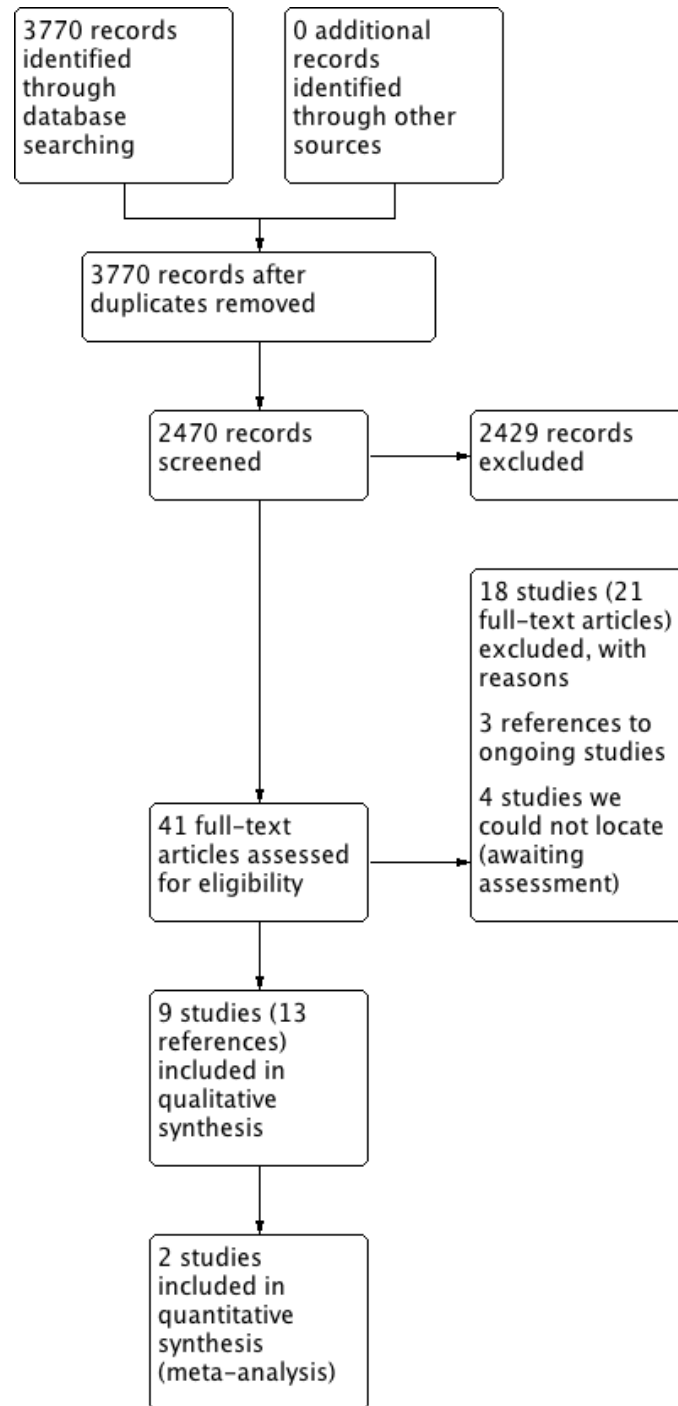 3770 records
identified
through
database
searching
0 additional
records
identified
through other
sources
3770 records after
duplicates removed
2470 records
screened
2429 records
excluded
18 studies (21
full-text articles)
excluded, with
reasons
3 references to
ongoing studies
4 studies we
could not locate
(awaiting
assessment)
41 full-text
articles assessed
for eligibility
9 studies (13
references)
included in
qualitative
synthesis
2 studies
included in
quantitative
synthesis
(meta-analysis)